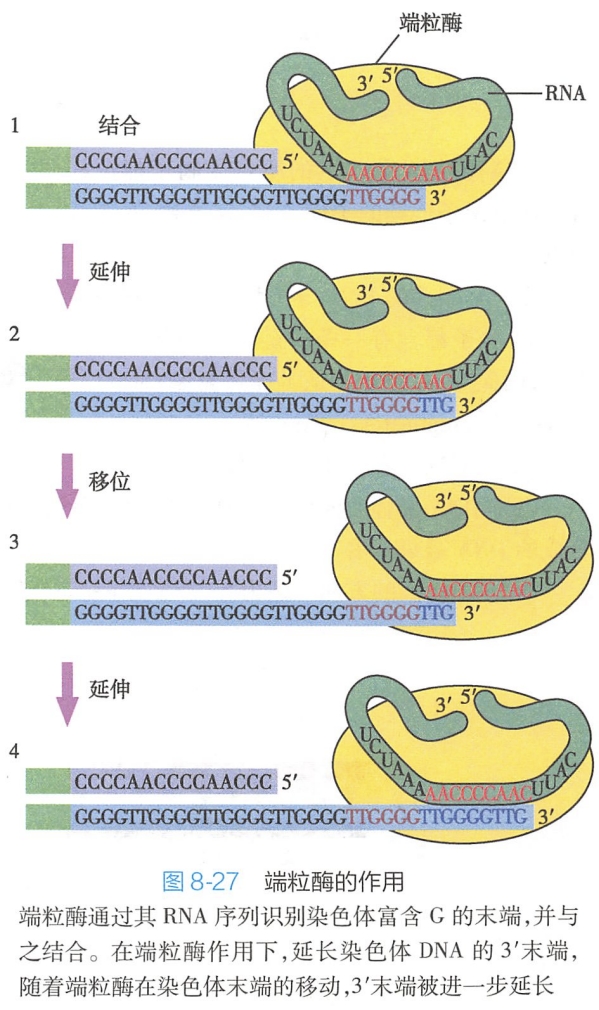 端粒酶
3′ 5′
RNA
1
结合
UCUAAAAACCCCAACUUAC
CCCCAACCCCAACCC 5′
GGGGTTGGGGTTGGGGTTGGGGTTGGGG 3′
延伸
2
3′ 5′
UCUAAAAACCCCAACUUAC
CCCCAACCCCAACCC 5′
GGGGTTGGGGTTGGGGTTGGGGTTGGGGTTG 3′
移位
3
3′ 5′
UCUAAAAACCCCAACUUAC
CCCCAACCCCAACCC 5′
GGGGTTGGGGTTGGGGTTGGGGTTGGGGTTG 3′
延伸
4
3′ 5′
UCUAAAAACCCCAACUUAC
CCCCAACCCCAACCC 5′
GGGGTTGGGGTTGGGGTTGGGGTTGGGGTTGGGGTTG 3′
图 8-27 端粒酶的作用
端粒酶通过其 RNA 序列识别染色体富含 G 的末端,并与
之结合。在端粒酶作用下,延长染色体 DNA 的 3′末端,
随着端粒酶在染色体末端的移动,3′末端被进一步延长